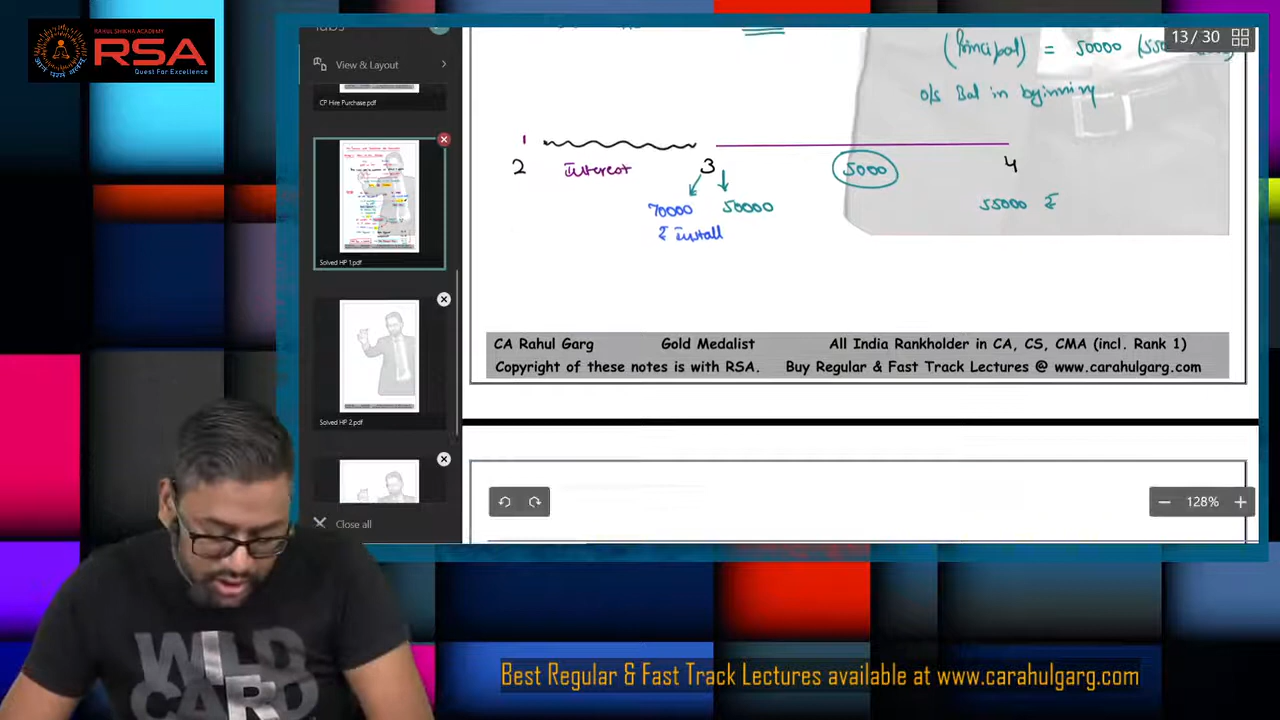 RAHUL SHIKHA ACADEMY
RSA
Quest For Excellence
View & Layout
CP Hire Purchase.pdf
Solved HP 1.pdf
Solved HP 2.pdf
Close all
13 / 30
(Principal) = 50000
o/s Bal in beginning
2 Interest 3 5000 4
70000 50000 55000 Σ
Σ install
CA Rahul Garg Gold Medalist All India Rankholder in CA, CS, CMA (incl. Rank 1)
Copyright of these notes is with RSA. Buy Regular & Fast Track Lectures @ www.carahulgarg.com
128%
WILD
CARD
Best Regular & Fast Track Lectures available at www.carahulgarg.com